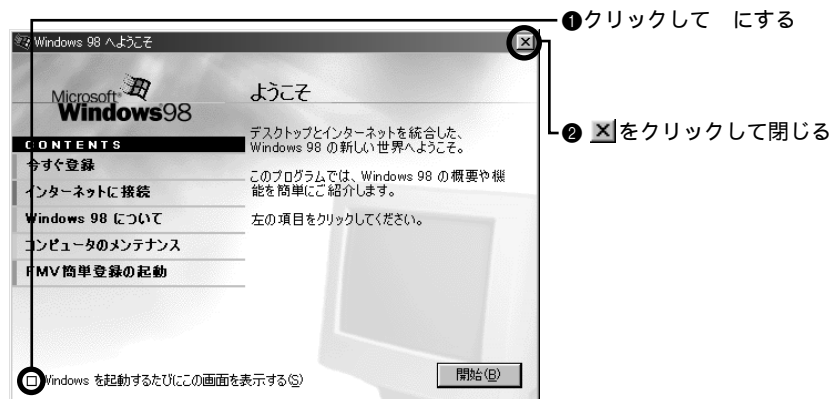 ❶クリックして　にする
Windows 98 へようこそ
Microsoft
Windows98
ようこそ
CONTENTS
今すぐ登録
インターネットに接続
Windows 98 について
コンピュータのメンテナンス
FMV簡単登録の起動
デスクトップとインターネットを統合した、
Windows 98 の新しい世界へようこそ。
このプログラムでは、Windows 98 の概要や機
能を簡単にご紹介します。
左の項目をクリックしてください。
❷ をクリックして閉じる
Windows を起動するたびにこの画面を表示する(S)
開始(B)